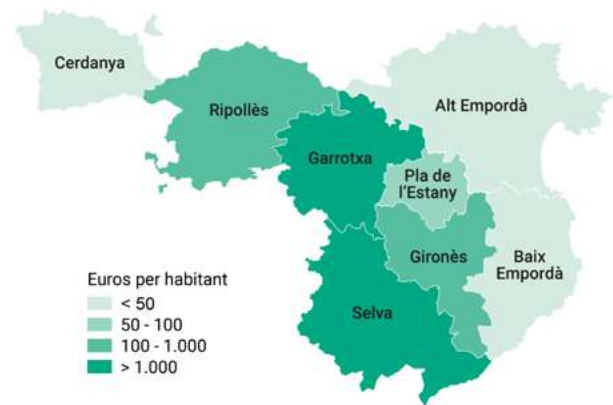 Cerdanya
Ripollès
Alt Empordà
Garrotxa
Pla de
l'Estany
Gironès
Baix
Empordà
Selva
Euros per habitant
< 50
50 - 100
100 - 1.000
> 1.000